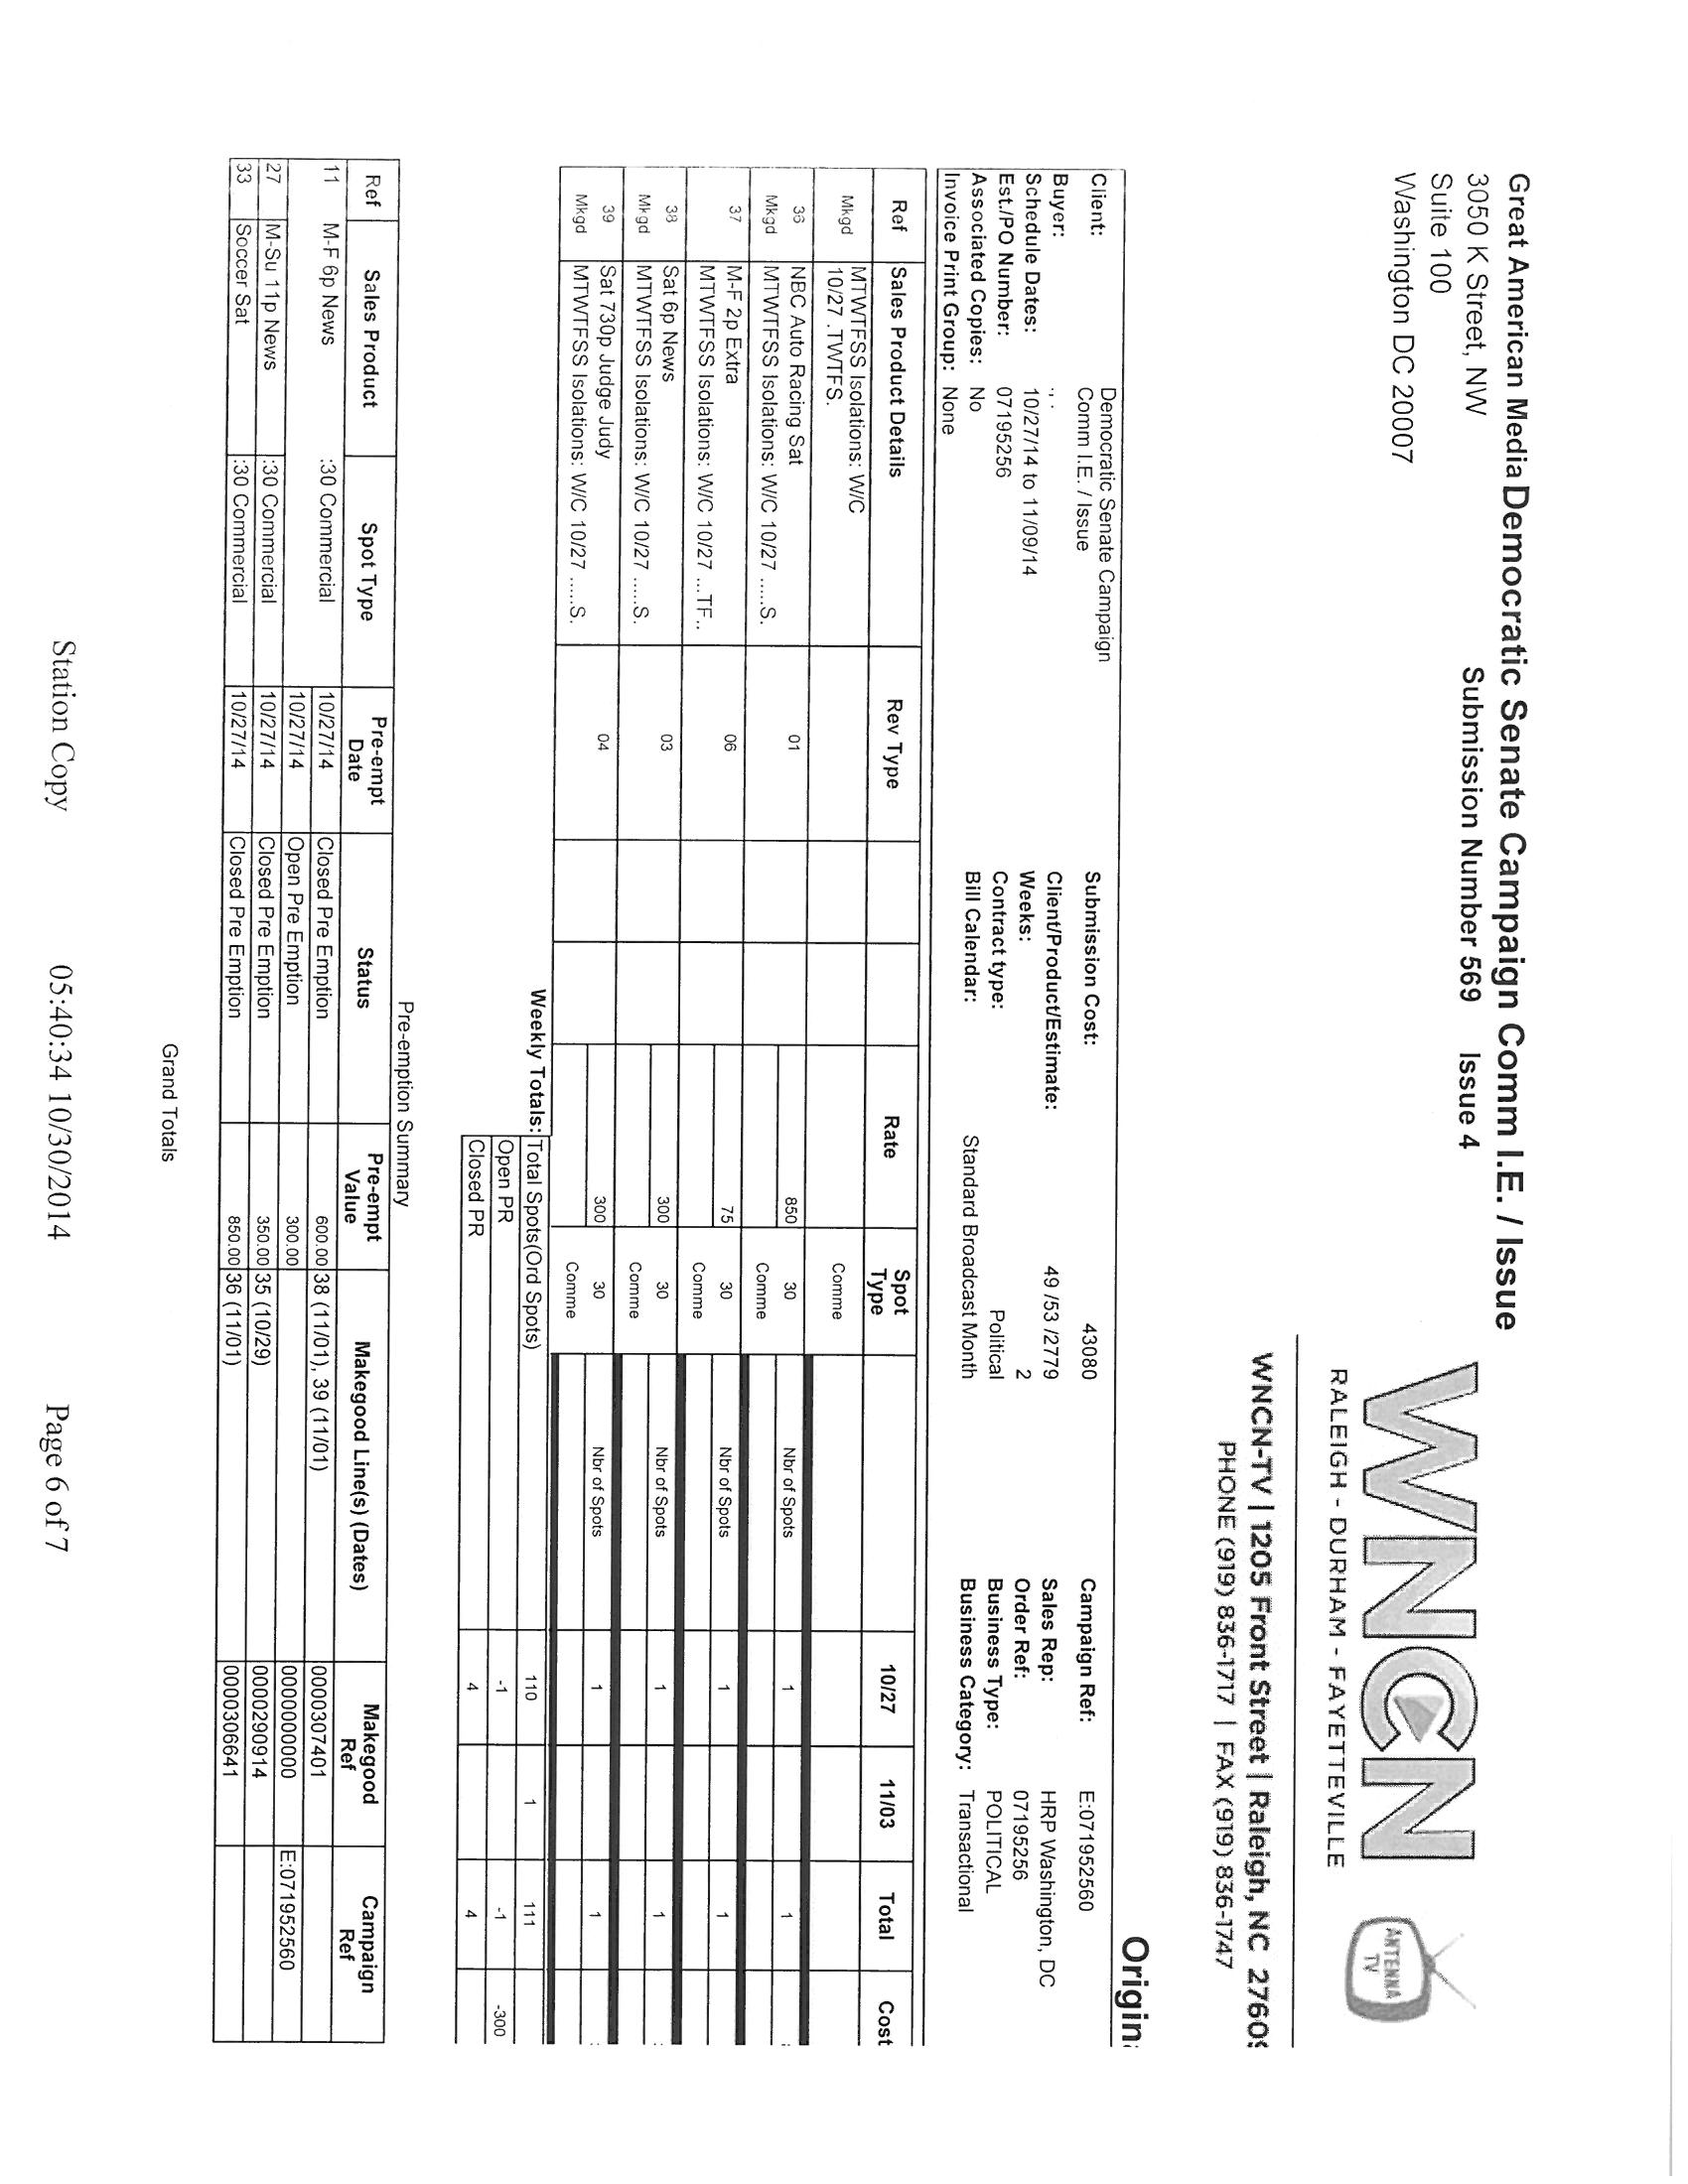 Great American Media Democratic Senate Campaign Comm I.E. / Issue
3050 K Street, NW
Submission Number 569 Issue 4
Suite 100
Washington DC 20007
WNCN
RALEIGH - DURHAM - FAYETTEVILLE
ANTENNA
TV
WNCN-TV | 1205 Front Street | Raleigh, NC
PHONE (919) 836-1717 | FAX (919) 836-1747
Client: Democratic Senate Campaign Submission Cost: 43080 Campaign Ref: E:071952560
Comm I.E. / Issue
Buyer: Client/Product/Estimate: 49 /53 /2779 Sales Rep: HRP Washington, DC
Schedule Dates: 10/27/14 to 11/09/14 Weeks: 2 Order Ref: 07195256
Est./PO Number: 07195256 Contract type: Political Business Type: POLITICAL
Associated Copies: No Bill Calendar: Standard Broadcast Month Business Category: Transactional
Invoice Print Group: None
Ref Sales Product Details Rev Type Rate Spot Type 10/27 11/03 Total Cost
Mkgd MTWTFSS Isolations: W/C Comme
10/27 .TWTFS.
36 NBC Auto Racing Sat 01 850 30 Nbr of Spots 1 1
Mkgd MTWTFSS Isolations: W/C 10/27 .....S. Comme
37 M-F 2p Extra 06 75 30 Nbr of Spots 1 1
MTWTFSS Isolations: W/C 10/27 ...TF.. Comme
38 Sat 6p News 03 300 30 Nbr of Spots 1 1
Mkgd MTWTFSS Isolations: W/C 10/27 .....S. Comme
39 Sat 730p Judge Judy 04 300 30 Nbr of Spots 1 1
Mkgd MTWTFSS Isolations: W/C 10/27 .....S. Comme
Weekly Totals: Total Spots(Ord Spots) 110 1 111
Open PR -1 -1 -300
Closed PR 4 4
Pre-emption Summary
Ref Sales Product Spot Type Pre-empt Date Status Pre-empt Value Makegood Line(s) (Dates) Makegood Ref Campaign Ref
11 M-F 6p News :30 Commercial 10/27/14 Closed Pre Emption 600.00 38 (11/01), 39 (11/01) 0000307401
10/27/14 Open Pre Emption 300.00 0000000000 E:071952560
27 M-Su 11p News :30 Commercial 10/27/14 Closed Pre Emption 350.00 35 (10/29) 0000290914
33 Soccer Sat :30 Commercial 10/27/14 Closed Pre Emption 850.00 36 (11/01) 0000306641
Grand Totals
Station Copy 05:40:34 10/30/2014 Page 6 of 7